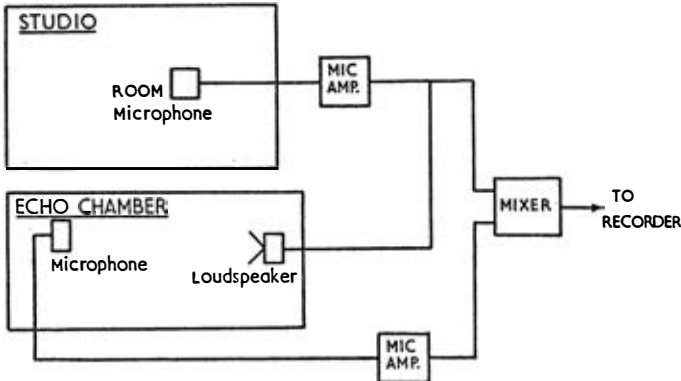 STUDIO
ROOM
Microphone
MIC
AMP.
ECHO CHAMBER
Microphone
Loudspeaker
MIXER
TO
RECORDER
MIC
AMP.